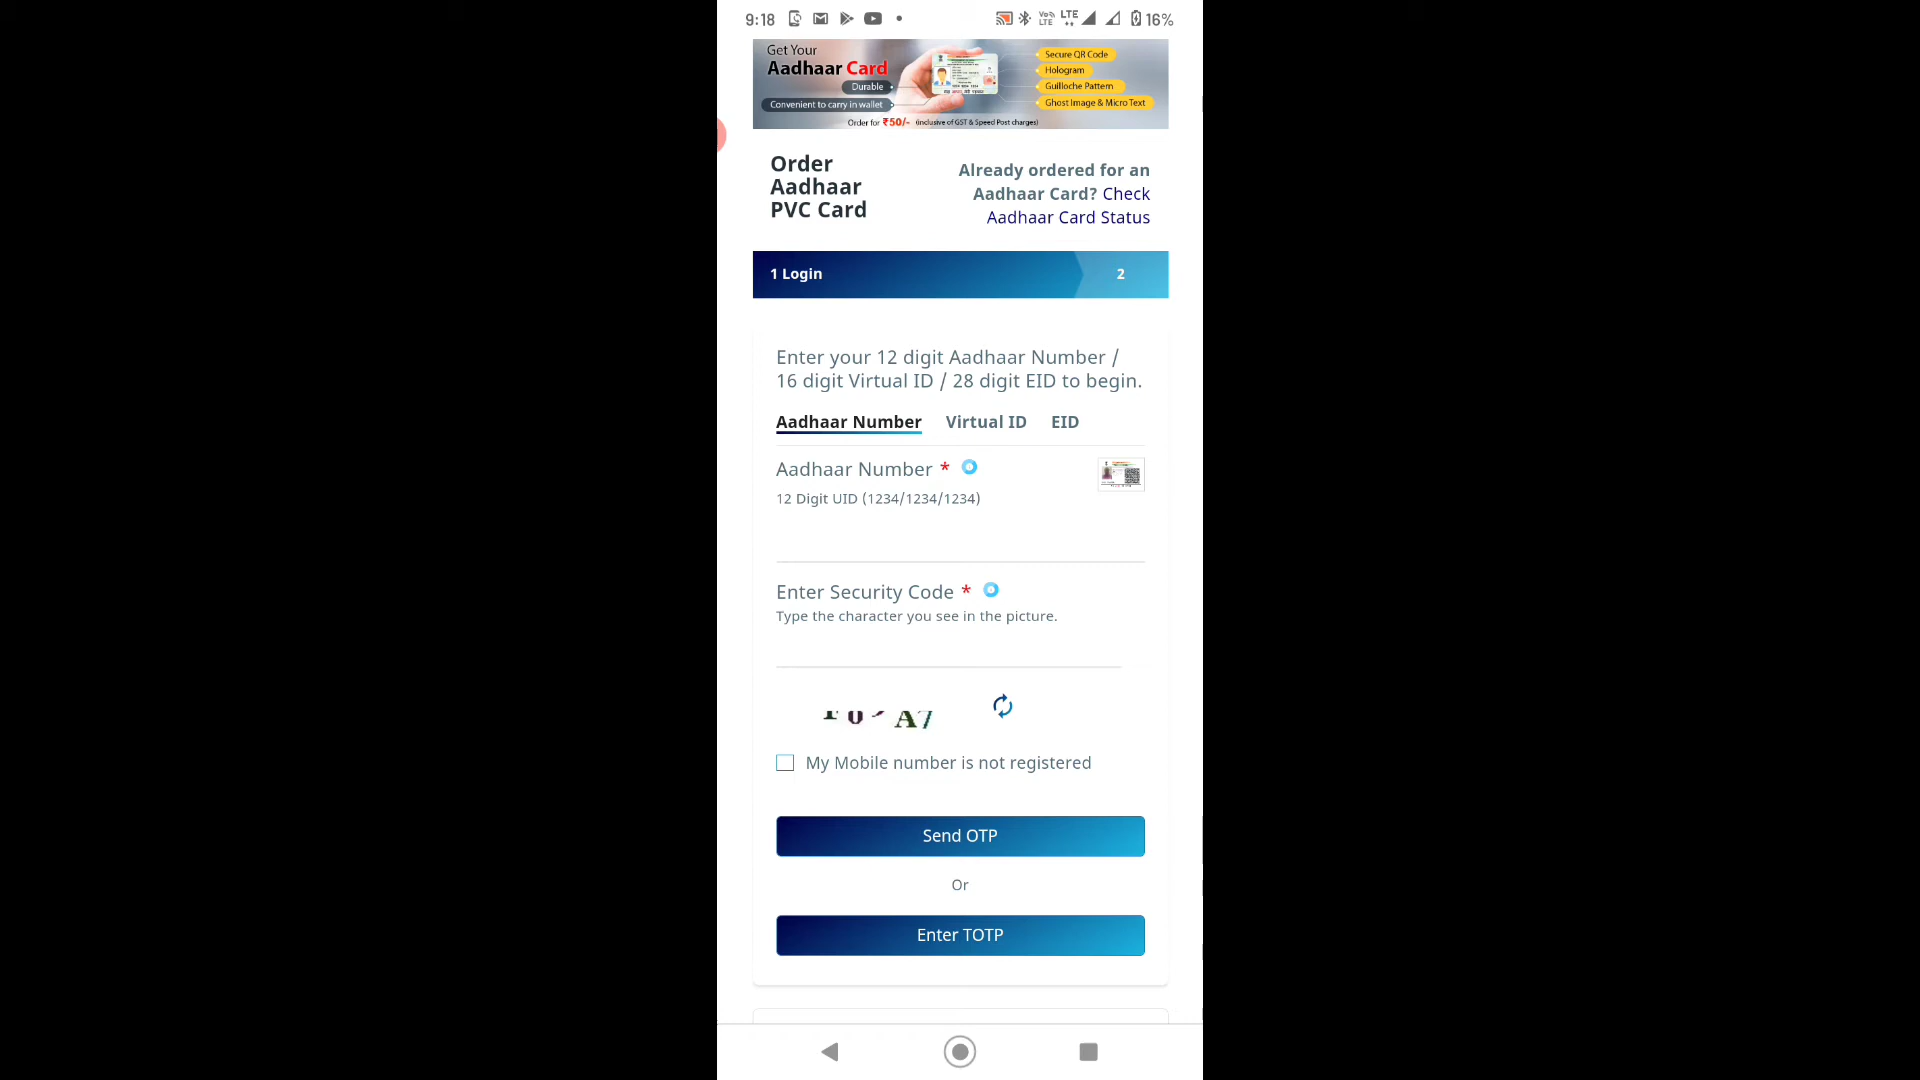 9:18
Vo) LTE LTE 16%
Get Your
Aadhaar Card
Durable
Convenient to carry in wallet
Secure QR Code
Hologram
Guilloche Pattern
Ghost Image & Micro Text
Order for ₹50/- (inclusive of GST & Speed Post charges)
Order
Aadhaar
PVC Card
Already ordered for an
Aadhaar Card? Check
Aadhaar Card Status
1 Login 2
Enter your 12 digit Aadhaar Number /
16 digit Virtual ID / 28 digit EID to begin.
Aadhaar Number Virtual ID EID
Aadhaar Number *
12 Digit UID (1234/1234/1234)
Enter Security Code *
Type the character you see in the picture.
My Mobile number is not registered
Send OTP
Or
Enter TOTP